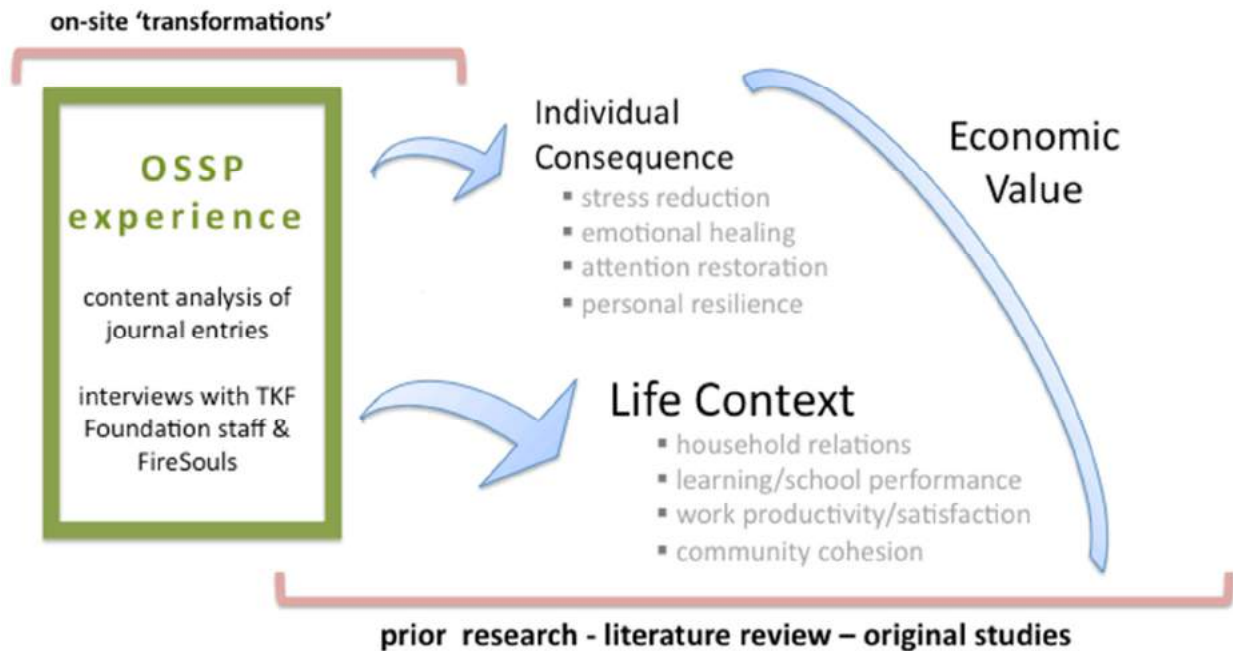 on-site ‘transformations’
OSSP
experience
content analysis of
journal entries
interviews with TKF
Foundation staff &
FireSouls
Individual
Consequence
▪ stress reduction
▪ emotional healing
▪ attention restoration
▪ personal resilience
Life Context
▪ household relations
▪ learning/school performance
▪ work productivity/satisfaction
▪ community cohesion
Economic
Value
prior research - literature review – original studies